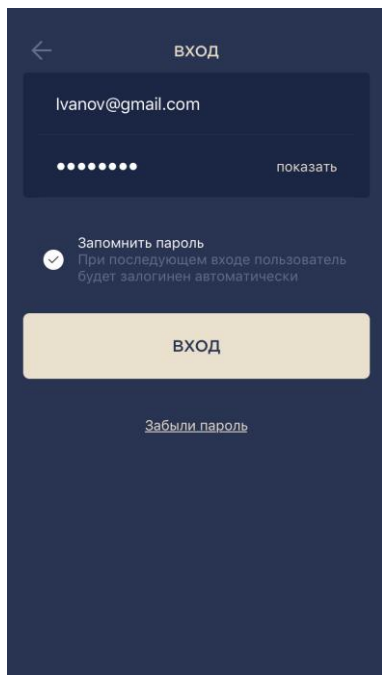 ВХОД
Ivanov@gmail.com
●●●●●●●● показать
Запомнить пароль
При последующем входе пользователь
будет залогинен автоматически
ВХОД
Забыли пароль